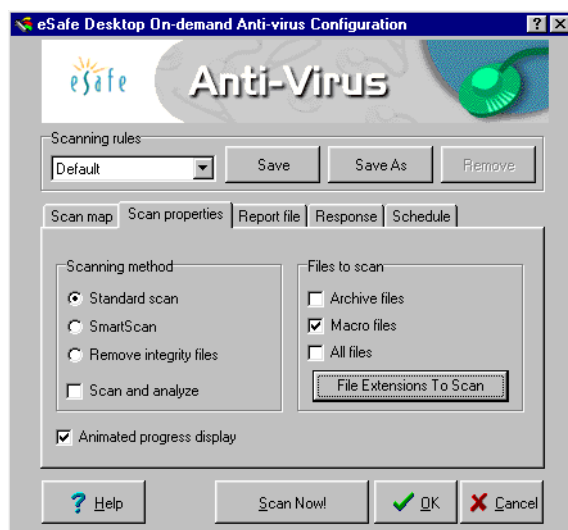 eSafe Desktop On-demand Anti-virus Configuration
eSafe
Anti-Virus
Scanning rules
Default
Save
Save As
Remove
Scan map
Scan properties
Report file
Response
Schedule
Scanning method
Standard scan
SmartScan
Remove integrity files
Scan and analyze
Files to scan
Archive files
Macro files
All files
File Extensions To Scan
Animated progress display
? Help
Scan Now!
OK
Cancel